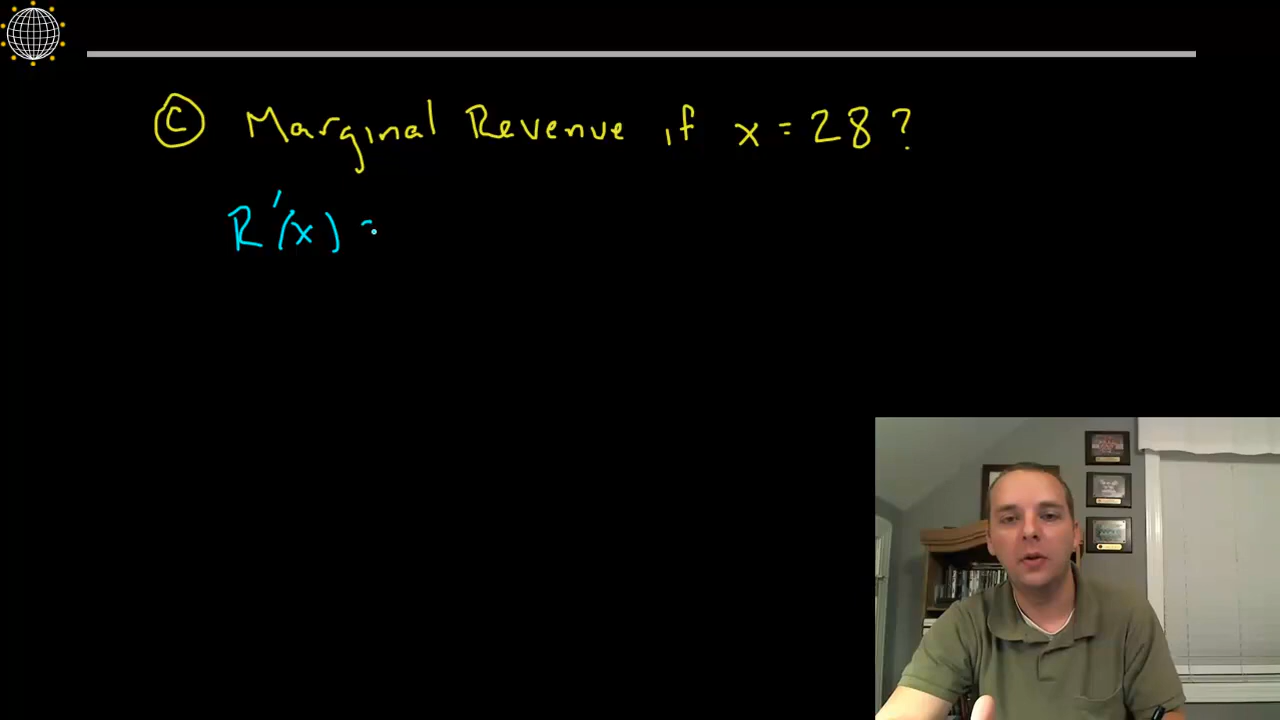 Ⓒ Marginal Revenue if x = 28 ?
R'(x) =